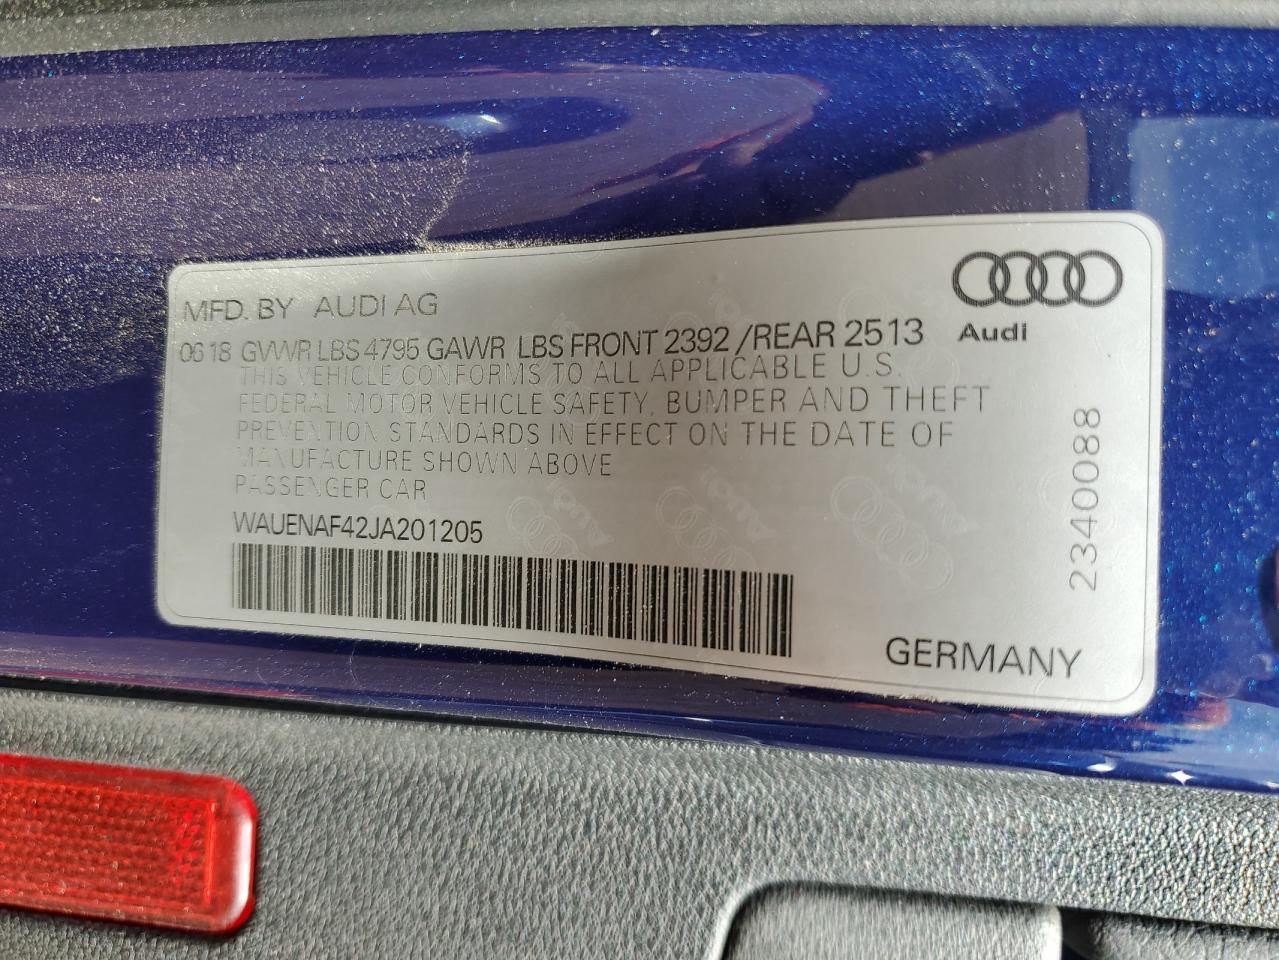 MFD. BY AUDI AG
06 18 GVWR LBS 4795 GAWR LBS FRONT 2392 /REAR 2513
THIS VEHICLE CONFORMS TO ALL APPLICABLE U.S.
FEDERAL MOTOR VEHICLE SAFETY, BUMPER AND THEFT
PREVENTION STANDARDS IN EFFECT ON THE DATE OF
MANUFACTURE SHOWN ABOVE
PASSENGER CAR
WAUENAF42JA201205
Audi
2340088
GERMANY